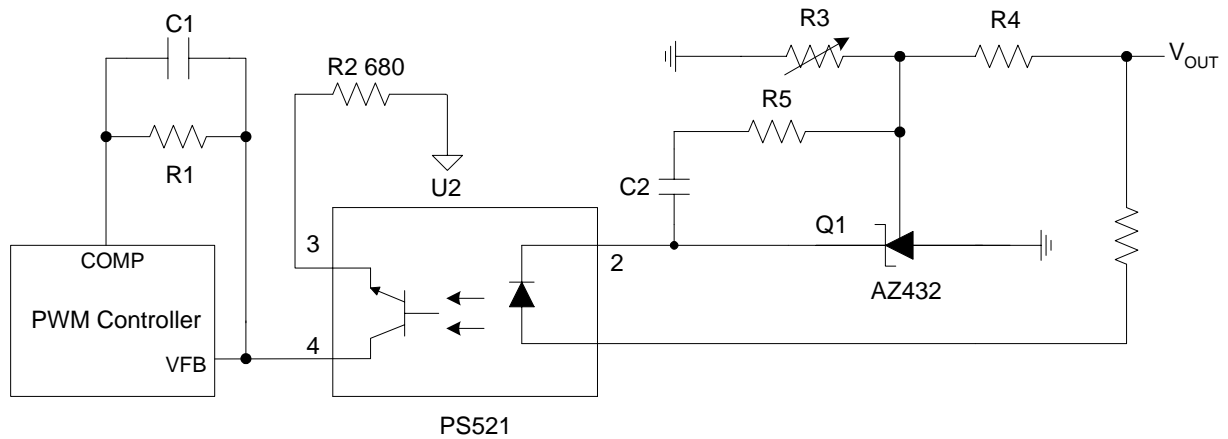 C1
R3
R4
VOUT
R2 680
R5
R1
U2
C2
Q1
3
2
COMP
AZ432
PWM Controller
4
VFB
PS521